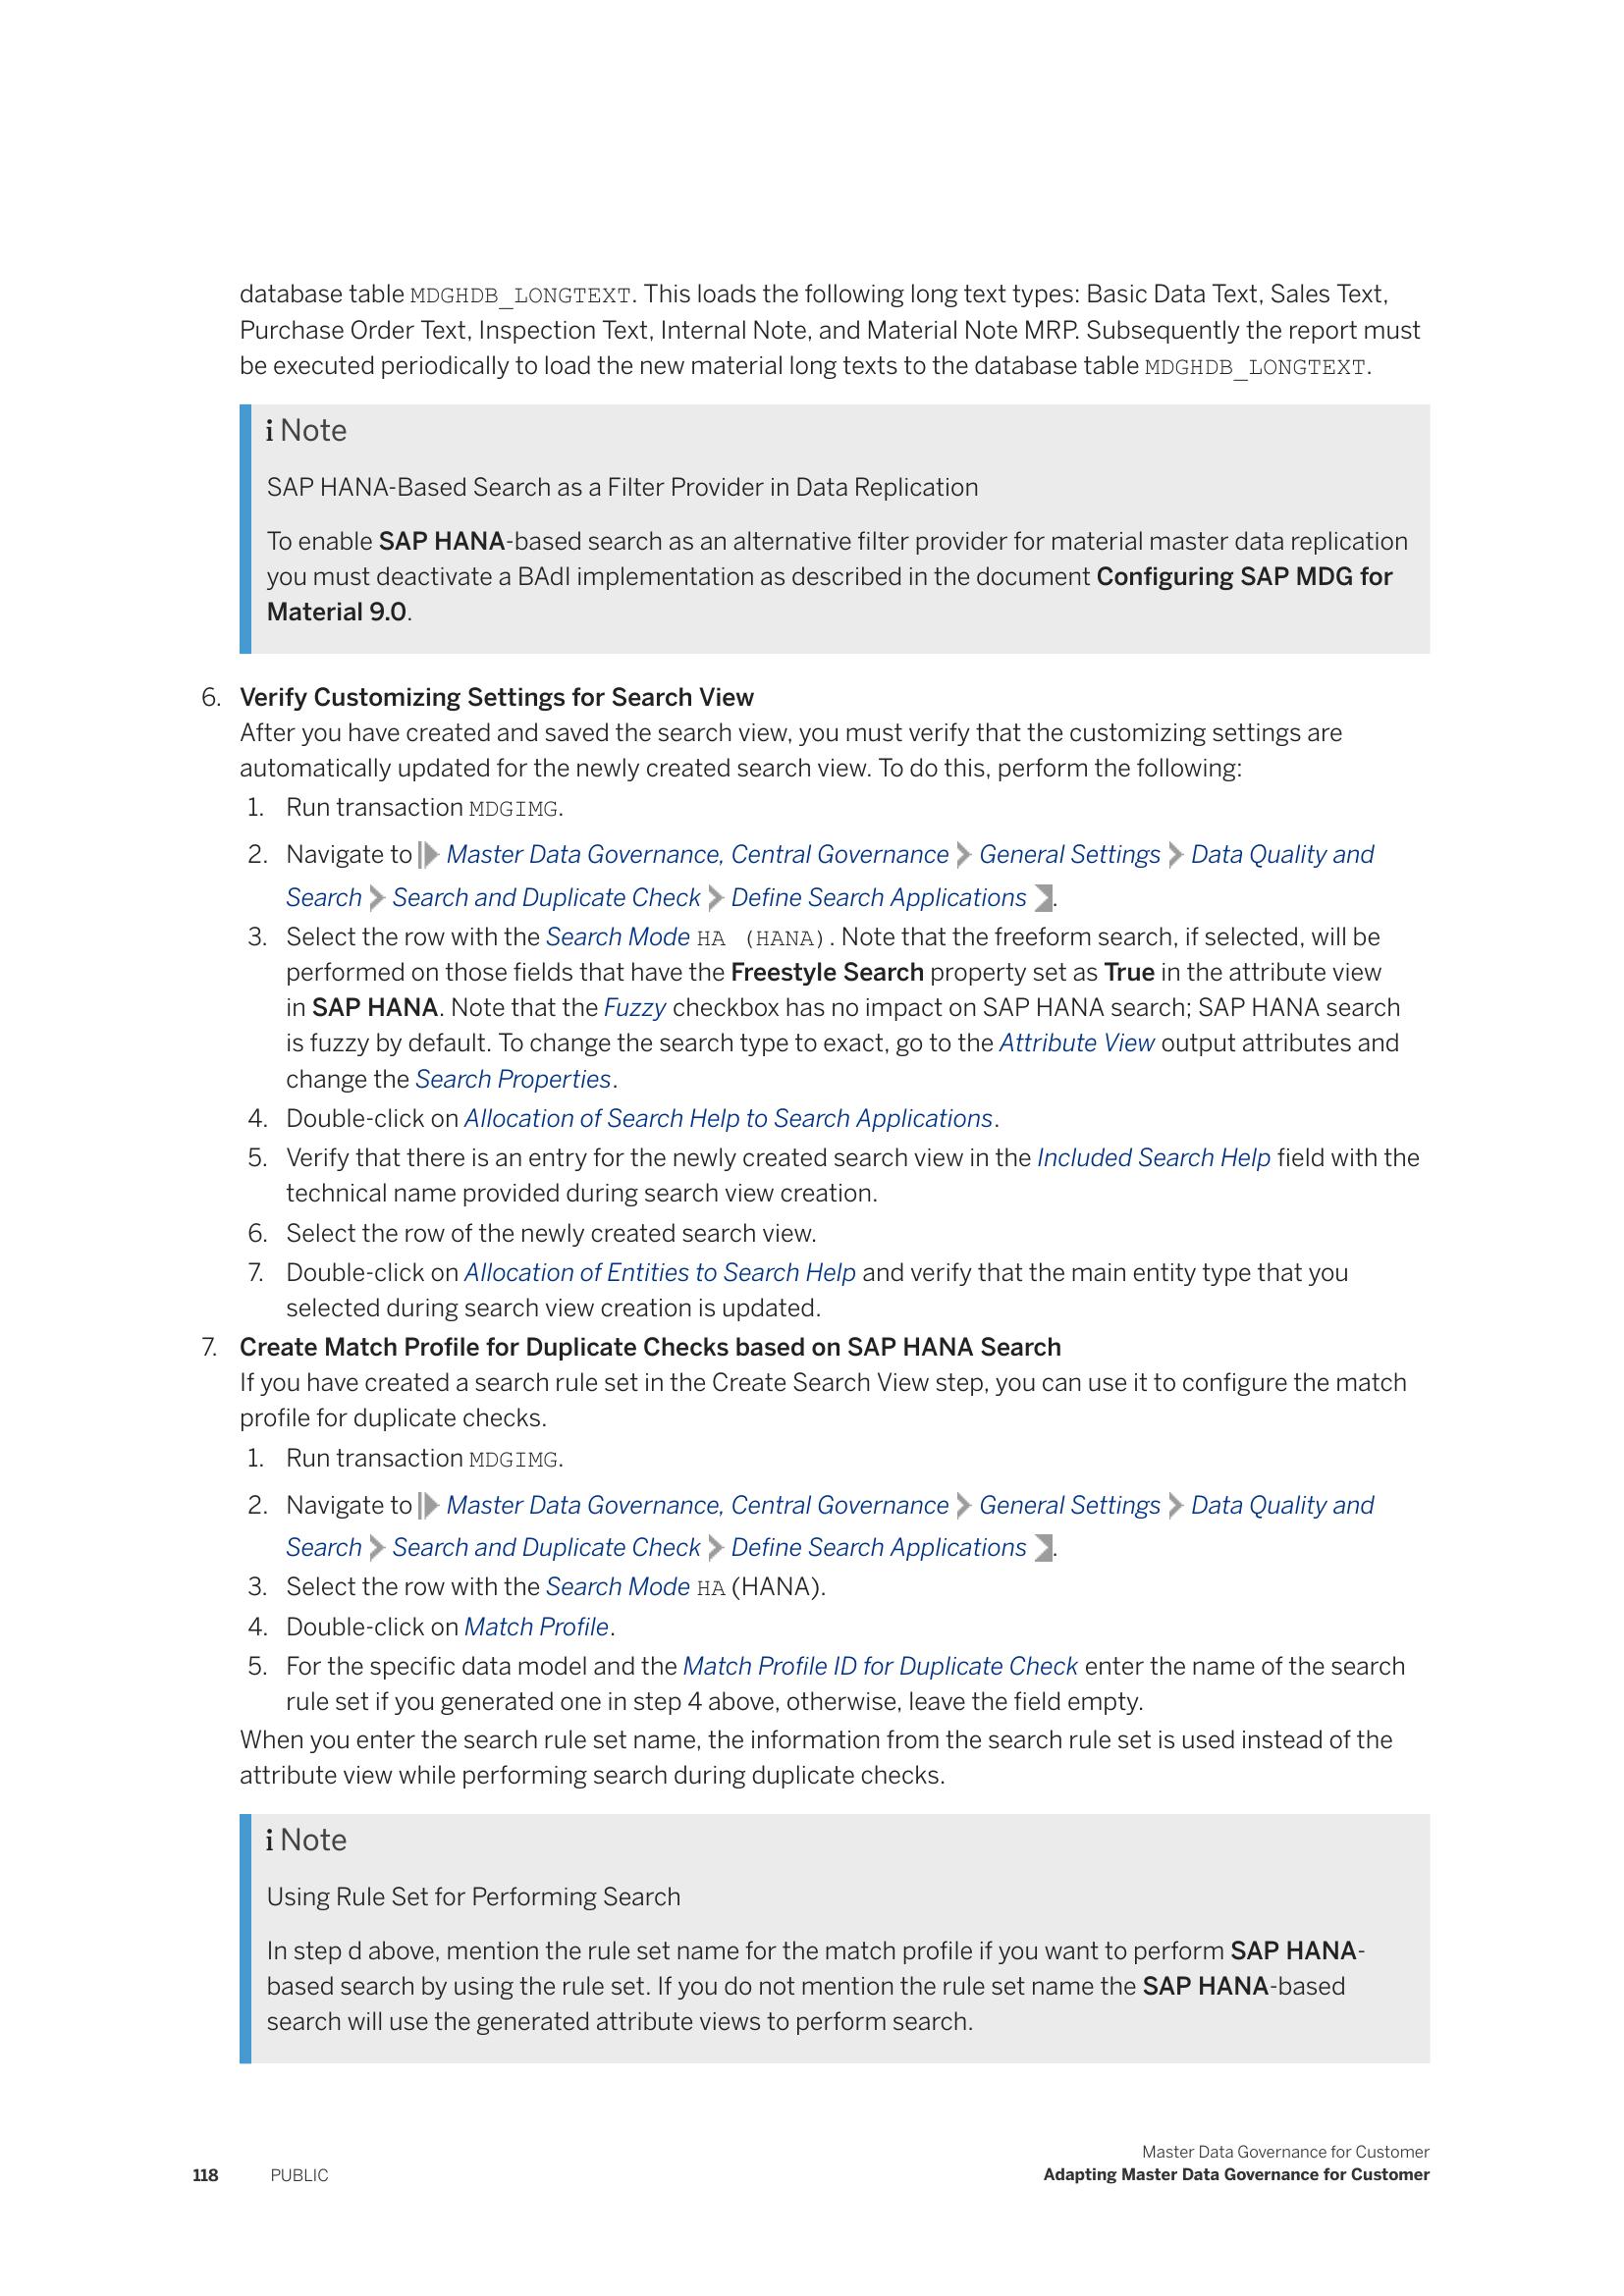 database table MDGHDB_LONGTEXT. This loads the following long text types: Basic Data Text, Sales Text,
Purchase Order Text, Inspection Text, Internal Note, and Material Note MRP. Subsequently the report must
be executed periodically to load the new material long texts to the database table MDGHDB_LONGTEXT.
i Note
SAP HANA-Based Search as a Filter Provider in Data Replication
To enable SAP HANA-based search as an alternative filter provider for material master data replication
you must deactivate a BAdI implementation as described in the document Configuring SAP MDG for
Material 9.0.
6. Verify Customizing Settings for Search View
After you have created and saved the search view, you must verify that the customizing settings are
automatically updated for the newly created search view. To do this, perform the following:
1. Run transaction MDGIMG.
2. Navigate to Master Data Governance, Central Governance > General Settings > Data Quality and
Search > Search and Duplicate Check > Define Search Applications .
3. Select the row with the Search Mode HA (HANA). Note that the freeform search, if selected, will be
performed on those fields that have the Freestyle Search property set as True in the attribute view
in SAP HANA. Note that the Fuzzy checkbox has no impact on SAP HANA search; SAP HANA search
is fuzzy by default. To change the search type to exact, go to the Attribute View output attributes and
change the Search Properties.
4. Double-click on Allocation of Search Help to Search Applications.
5. Verify that there is an entry for the newly created search view in the Included Search Help field with the
technical name provided during search view creation.
6. Select the row of the newly created search view.
7. Double-click on Allocation of Entities to Search Help and verify that the main entity type that you
selected during search view creation is updated.
7. Create Match Profile for Duplicate Checks based on SAP HANA Search
If you have created a search rule set in the Create Search View step, you can use it to configure the match
profile for duplicate checks.
1. Run transaction MDGIMG.
2. Navigate to Master Data Governance, Central Governance > General Settings > Data Quality and
Search > Search and Duplicate Check > Define Search Applications .
3. Select the row with the Search Mode HA (HANA).
4. Double-click on Match Profile.
5. For the specific data model and the Match Profile ID for Duplicate Check enter the name of the search
rule set if you generated one in step 4 above, otherwise, leave the field empty.
When you enter the search rule set name, the information from the search rule set is used instead of the
attribute view while performing search during duplicate checks.
i Note
Using Rule Set for Performing Search
In step d above, mention the rule set name for the match profile if you want to perform SAP HANA-
based search by using the rule set. If you do not mention the rule set name the SAP HANA-based
search will use the generated attribute views to perform search.
Master Data Governance for Customer
118 PUBLIC Adapting Master Data Governance for Customer